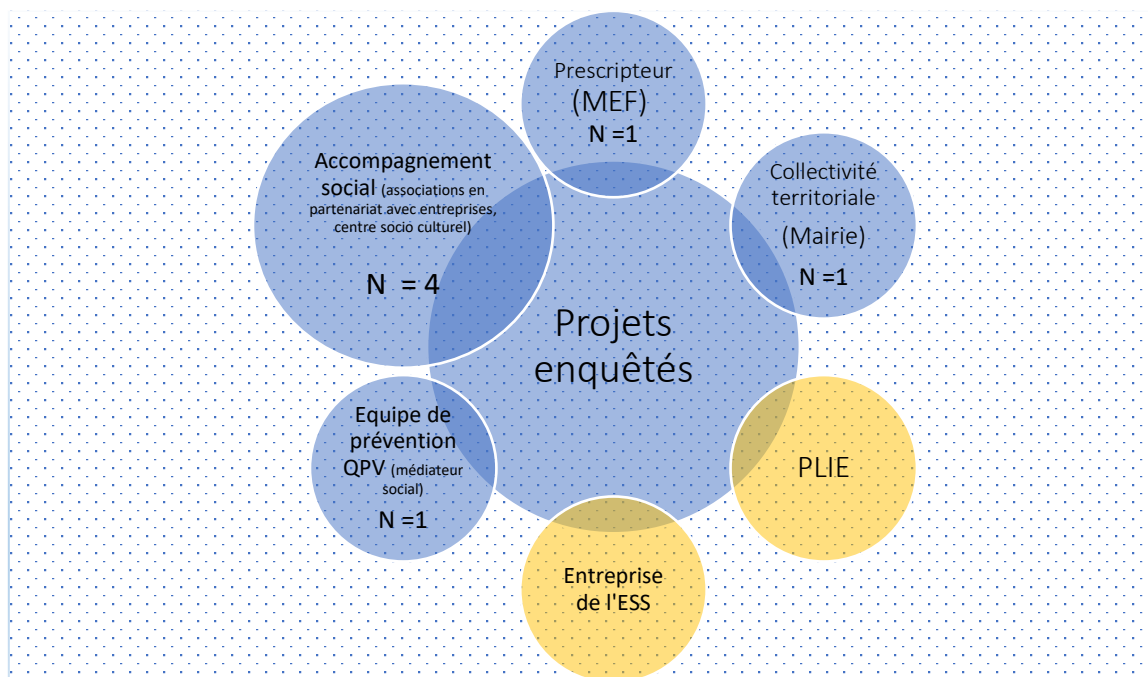 Prescripteur
(MEF)
N =1
Accompagnement
social (associations en
partenariat avec entreprises,
centre socio culturel)
N = 4
Collectivité
territoriale
(Mairie)
N =1
Projets
enquêtés
Equipe de
prévention
QPV (médiateur
social)
N =1
PLIE
Entreprise
de l'ESS